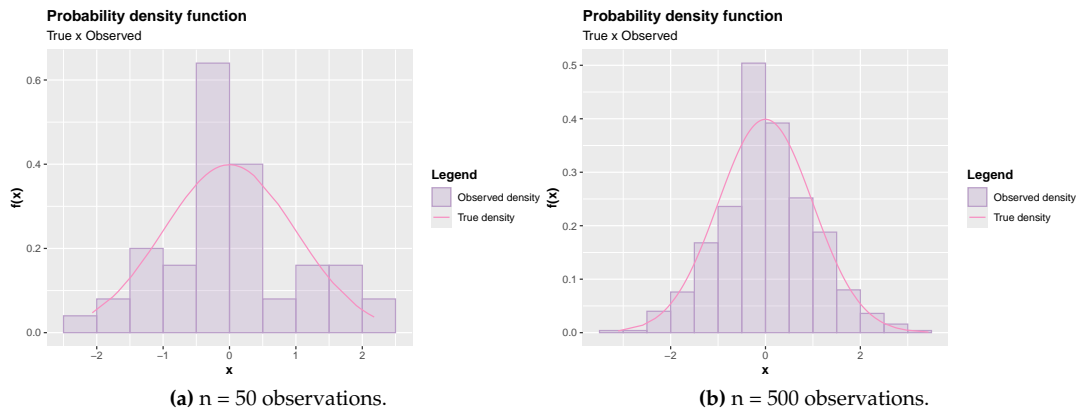 Probability density function
True x Observed
0.6
0.4
0.2
0.0
f(x)
−2
−1
0
1
2
x
Legend
Observed density
True density
(a) n = 50 observations.
Probability density function
True x Observed
0.5
0.4
0.3
0.2
0.1
0.0
f(x)
−2
0
2
x
Legend
Observed density
True density
(b) n = 500 observations.